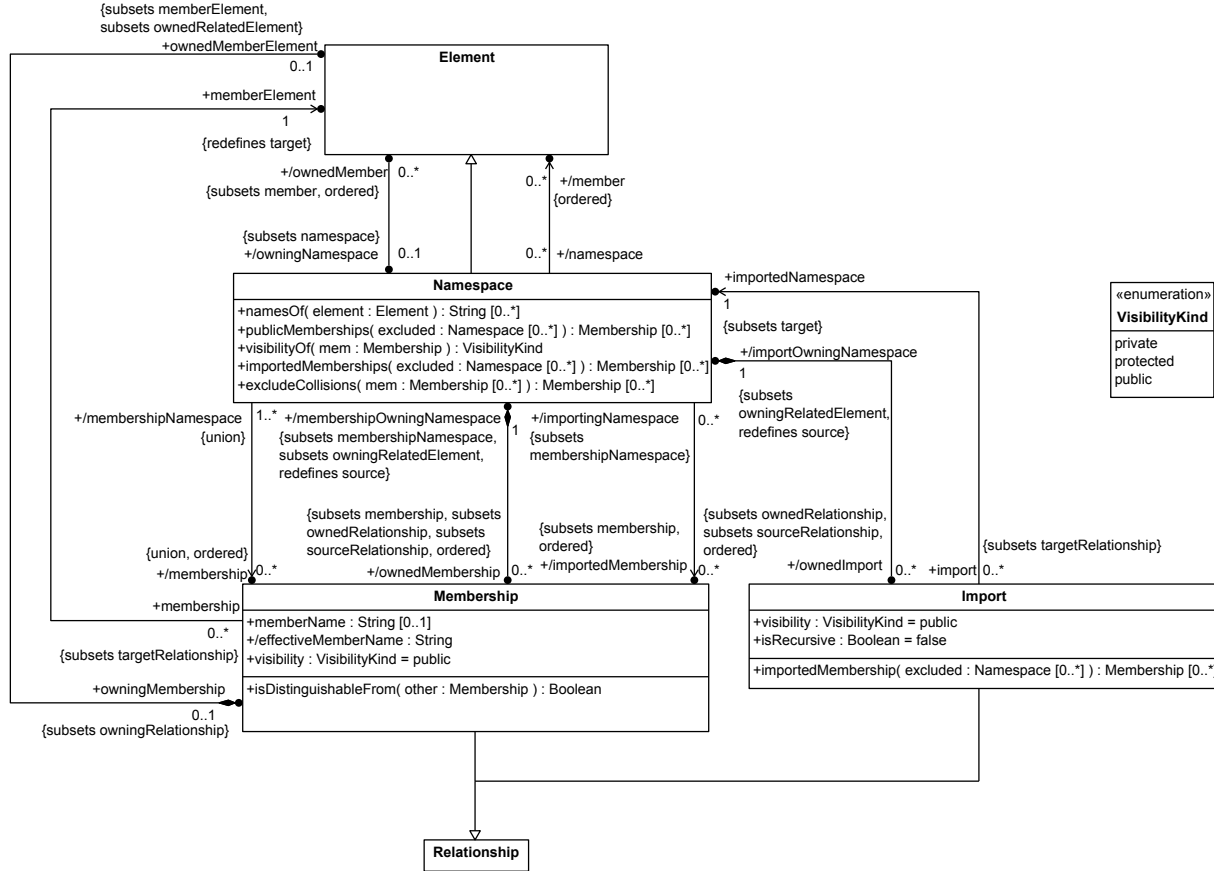 {subsets memberElement,
subsets ownedRelatedElement}
+ownedMemberElement
0..1
Element
+memberElement
1
{redefines target}
+/ownedMember
0..*
{subsets member, ordered}
0..*
+/member
{ordered}
{subsets namespace}
+/owningNamespace
0..1
0..*
+/namespace
Namespace
+namesOf( element : Element ) : String [0..*]
+publicMemberships( excluded : Namespace [0..*] ) : Membership [0..*]
+visibilityOf( mem : Membership ) : VisibilityKind
+importedMemberships( excluded : Namespace [0..*] ) : Membership [0..*]
+excludeCollisions( mem : Membership [0..*] ) : Membership [0..*]
+importedNamespace
1
{subsets target}
+/importOwningNamespace
1
{subsets
owningRelatedElement,
redefines source}
«enumeration»
VisibilityKind
private
protected
public
+/membershipNamespace
1..*
{union}
+/membershipOwningNamespace
1
{subsets membershipNamespace,
subsets owningRelatedElement,
redefines source}
+/importingNamespace
0..*
{subsets
membershipNamespace}
{union, ordered}
+/membership
0..*
{subsets membership, subsets
ownedRelationship, subsets
sourceRelationship, ordered}
+/ownedMembership
0..*
{subsets membership,
ordered}
+/importedMembership
0..*
{subsets ownedRelationship,
subsets sourceRelationship,
ordered}
+/ownedImport
0..*
{subsets targetRelationship}
+import
0..*
Membership
+memberName : String [0..1]
+/effectiveMemberName : String
+visibility : VisibilityKind = public
+isDistinguishableFrom( other : Membership ) : Boolean
+membership
0..*
{subsets targetRelationship}
+owningMembership
0..1
{subsets owningRelationship}
Import
+visibility : VisibilityKind = public
+isRecursive : Boolean = false
+importedMembership( excluded : Namespace [0..*] ) : Membership [0..*]
Relationship